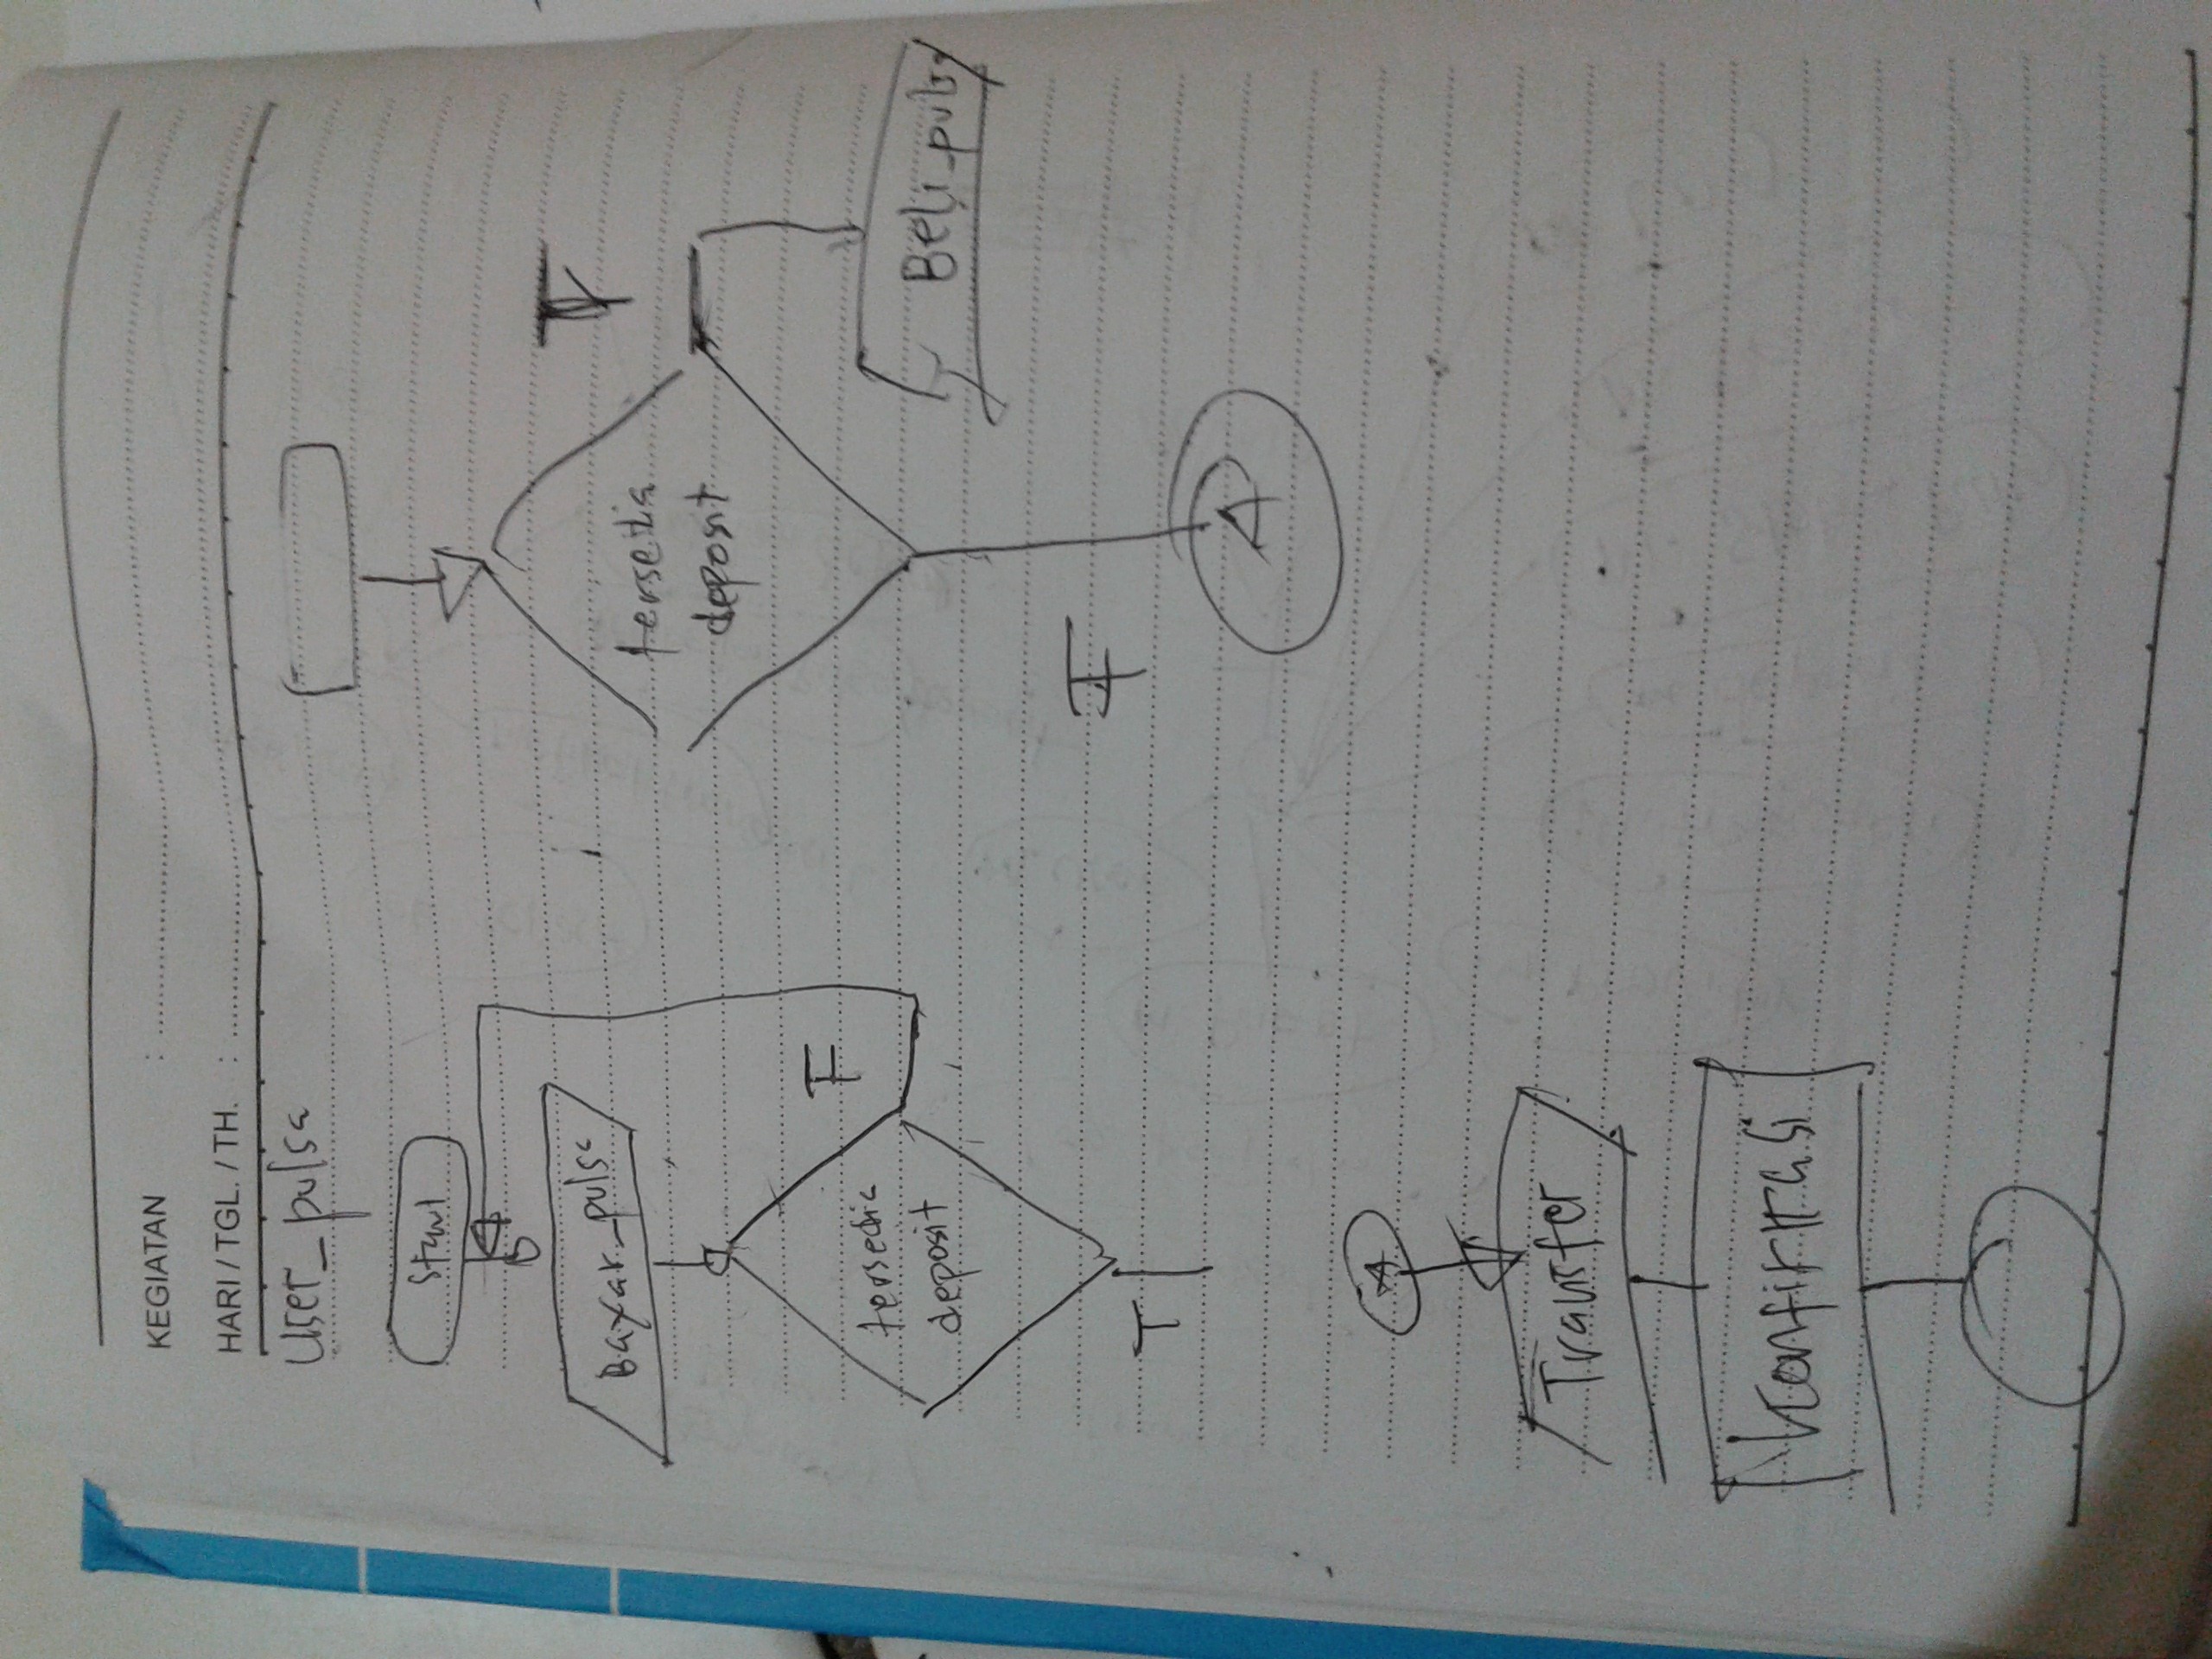 KEGIATAN :
HARI / TGL. / TH. :
User_pulsa
Start
Bayar_pulsa
F
tersedia
deposit
T
A
Transfer
Konfirmasi
tersedia
deposit
Beli_pulsa
F
A